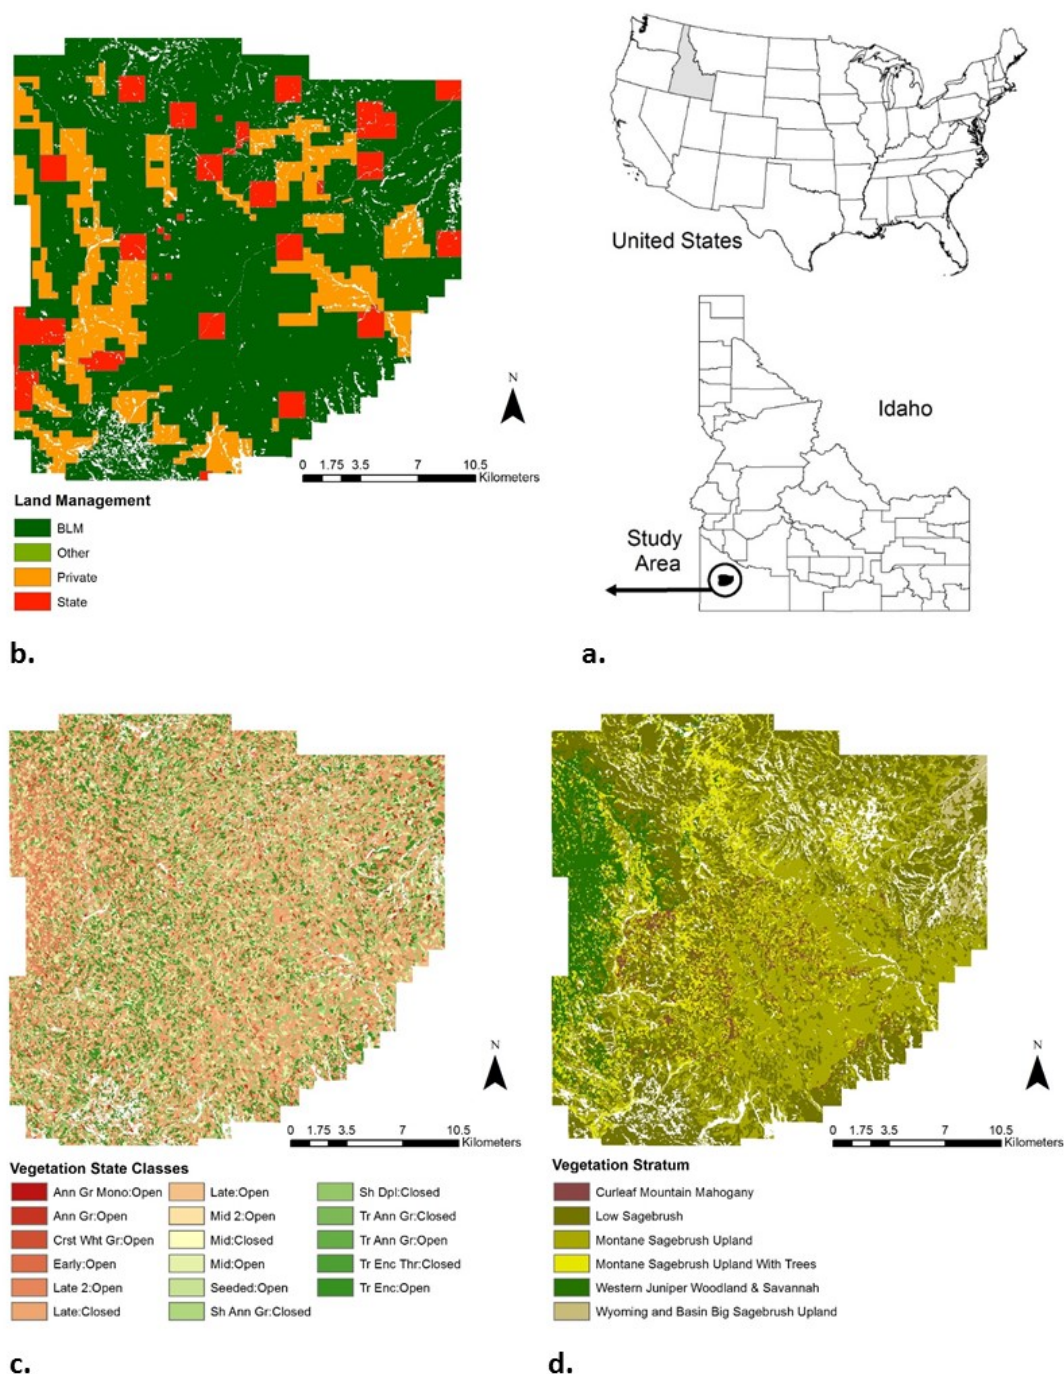 United States
N
0 1.75 3.5 7 10.5
Kilometers
Land Management
BLM
Other
Private
State
Idaho
Study
Area
b.
a.
N
0 1.75 3.5 7 10.5
Kilometers
Vegetation State Classes
Ann Gr Mono:Open
Ann Gr:Open
Crst Wht Gr:Open
Early:Open
Late 2:Open
Late:Closed
Late:Open
Mid 2:Open
Mid:Closed
Mid:Open
Seeded:Open
Sh Ann Gr:Closed
Sh Dpl:Closed
Tr Ann Gr:Closed
Tr Ann Gr:Open
Tr Enc Thr:Closed
Tr Enc:Open
N
0 1.75 3.5 7 10.5
Kilometers
Vegetation Stratum
Curleaf Mountain Mahogany
Low Sagebrush
Montane Sagebrush Upland
Montane Sagebrush Upland With Trees
Western Juniper Woodland & Savannah
Wyoming and Basin Big Sagebrush Upland
c.
d.